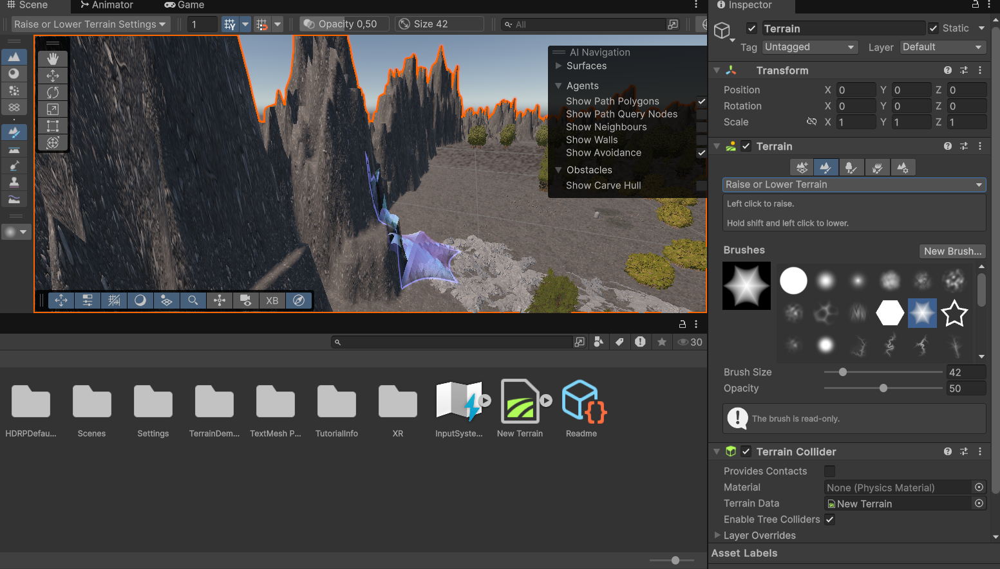 Scene
Animator
Game
Inspector
Raise or Lower Terrain Settings
1
Opacity 0,50
Size 42
All
AI Navigation
Surfaces
Agents
Show Path Polygons
Show Path Query Nodes
Show Neighbours
Show Walls
Show Avoidance
Obstacles
Show Carve Hull
XB
30
HDRPDefau...
Scenes
Settings
TerrainDem...
TextMesh P...
TutorialInfo
XR
InputSyste...
New Terrain
Readme
Terrain
Static
Tag Untagged
Layer Default
Transform
Position X 0 Y 0 Z 0
Rotation X 0 Y 0 Z 0
Scale X 1 Y 1 Z 1
Terrain
Raise or Lower Terrain
Left click to raise.
Hold shift and left click to lower.
Brushes
New Brush...
Brush Size 42
Opacity 50
The brush is read-only.
Terrain Collider
Provides Contacts
Material None (Physics Material)
Terrain Data New Terrain
Enable Tree Colliders
Layer Overrides
Asset Labels